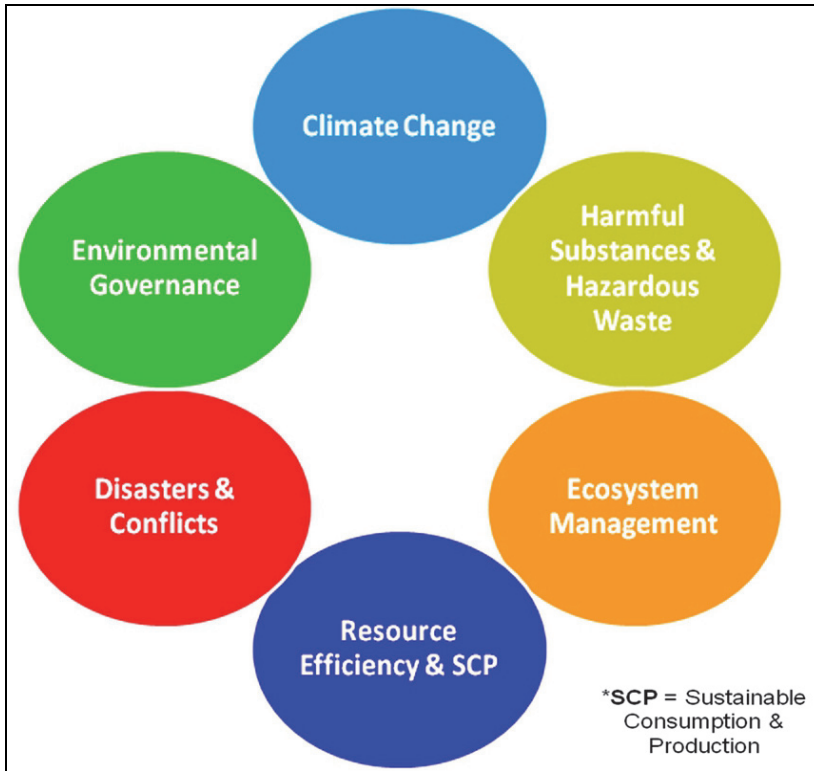 Climate Change
Harmful
Substances &
Hazardous
Waste
Ecosystem
Management
Resource
Efficiency & SCP
Disasters &
Conflicts
Environmental
Governance
*SCP = Sustainable
Consumption &
Production